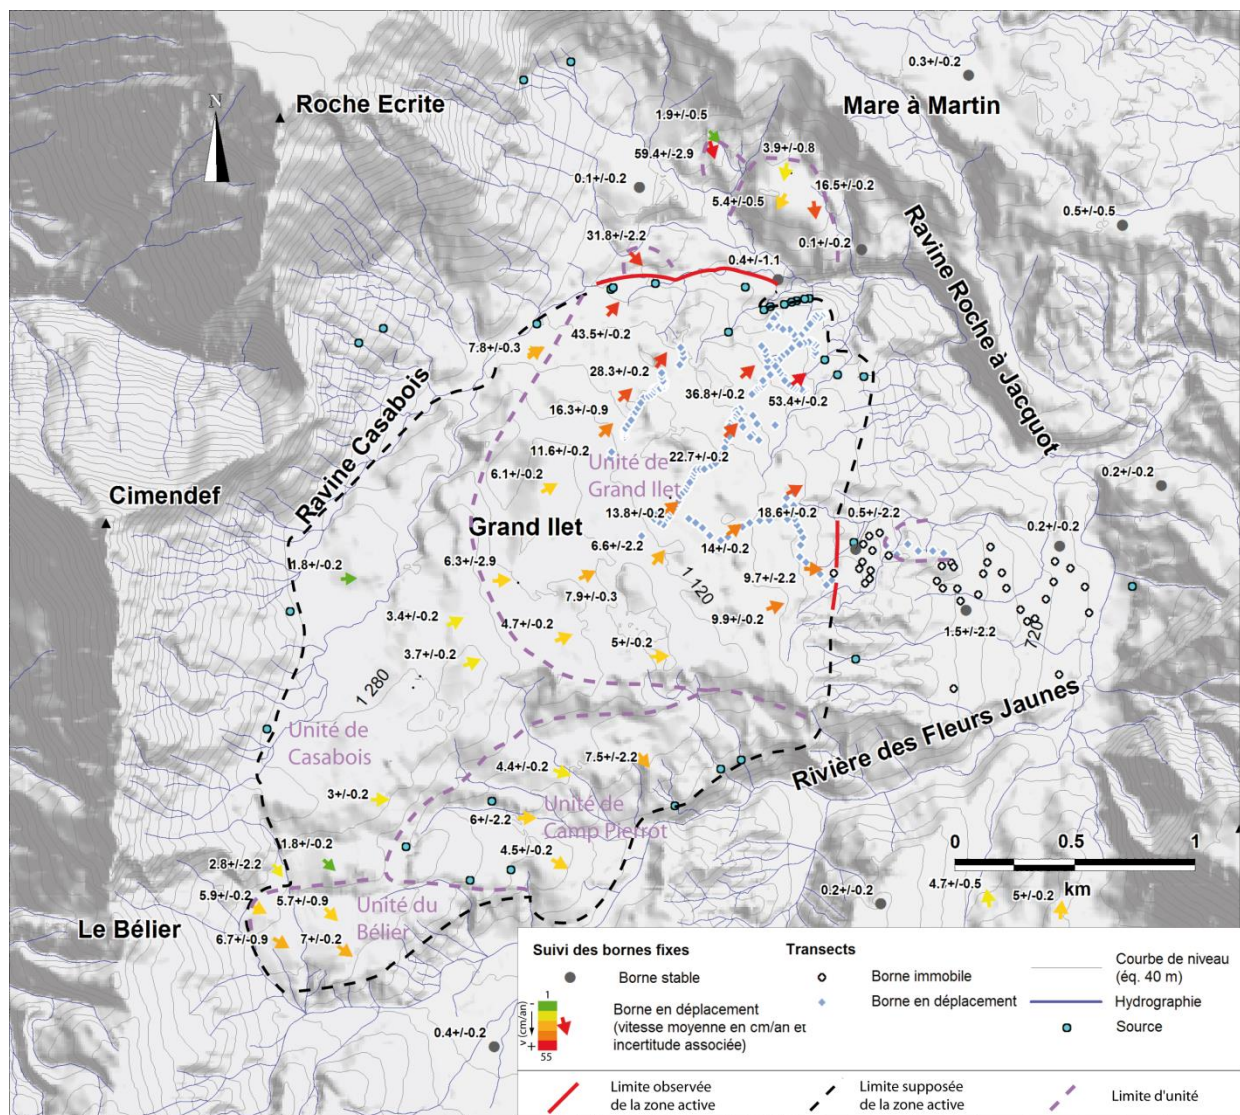 0.3+/-0.2
Roche Ecrite
Mare à Martin
N
1.9+/-0.5
59.4+/-2.9
3.9+/-0.8
0.1+/-0.2
5.4+/-0.5
16.5+/-0.2
0.5+/-0.5
31.8+/-2.2
0.1+/-0.2
0.4+/-1.1
Ravine Roche à Jacquot
43.5+/-0.2
7.8+/-0.3
28.3+/-0.2
36.8+/-0.2
53.4+/-0.2
16.3+/-0.9
Ravine Casabois
11.6+/-0.2
22.7+/-0.2
6.1+/-0.2
Unité de
Grand Ilet
0.2+/-0.2
Cimendef
13.8+/-0.2
18.6+/-0.2
0.5+/-2.2
Grand Ilet
0.2+/-0.2
6.6+/-2.2
14+/-0.2
1.8+/-0.2
6.3+/-2.9
9.7+/-2.2
7.9+/-0.3
1 120
3.4+/-0.2
4.7+/-0.2
9.9+/-0.2
1.5+/-2.2
720
5+/-0.2
3.7+/-0.2
1 280
Unité de
Casabois
Rivière des Fleurs Jaunes
7.5+/-2.2
4.4+/-0.2
3+/-0.2
6+/-2.2
Unité de
Camp Pierrot
1.8+/-0.2
2.8+/-2.2
4.5+/-0.2
0 0.5 1
km
5.9+/-0.2
5.7+/-0.9
Unité du
Bélier
0.2+/-0.2
4.7+/-0.5
5+/-0.2
Le Bélier
6.7+/-0.9
7+/-0.2
0.4+/-0.2
Suivi des bornes fixes
Borne stable
1
v (cm/an)
+
55
Borne en déplacement
(vitesse moyenne en cm/an et
incertitude associée)
Transects
Borne immobile
Borne en déplacement
Courbe de niveau
(éq. 40 m)
Hydrographie
Source
Limite observée
de la zone active
Limite supposée
de la zone active
Limite d'unité